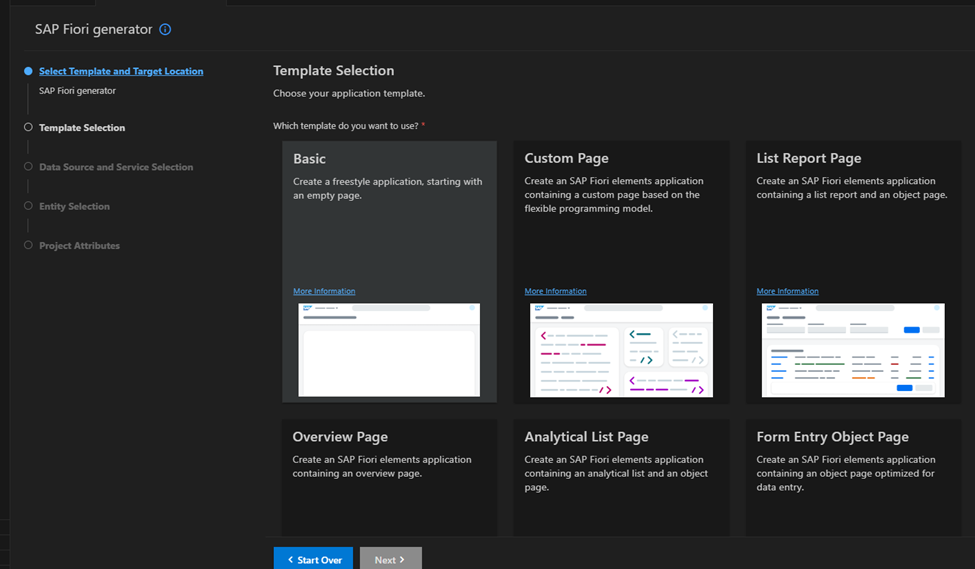 SAP Fiori generator
Select Template and Target Location
SAP Fiori generator
Template Selection
Data Source and Service Selection
Entity Selection
Project Attributes
Template Selection
Choose your application template.
Which template do you want to use? *
Basic
Create a freestyle application, starting with
an empty page.
More Information
Custom Page
Create an SAP Fiori elements application
containing a custom page based on the
flexible programming model.
More Information
List Report Page
Create an SAP Fiori elements application
containing a list report and an object page.
More Information
Overview Page
Create an SAP Fiori elements application
containing an overview page.
Analytical List Page
Create an SAP Fiori elements application
containing an analytical list and an object
page.
Form Entry Object Page
Create an SAP Fiori elements application
containing an object page optimized for
data entry.
< Start Over
Next >